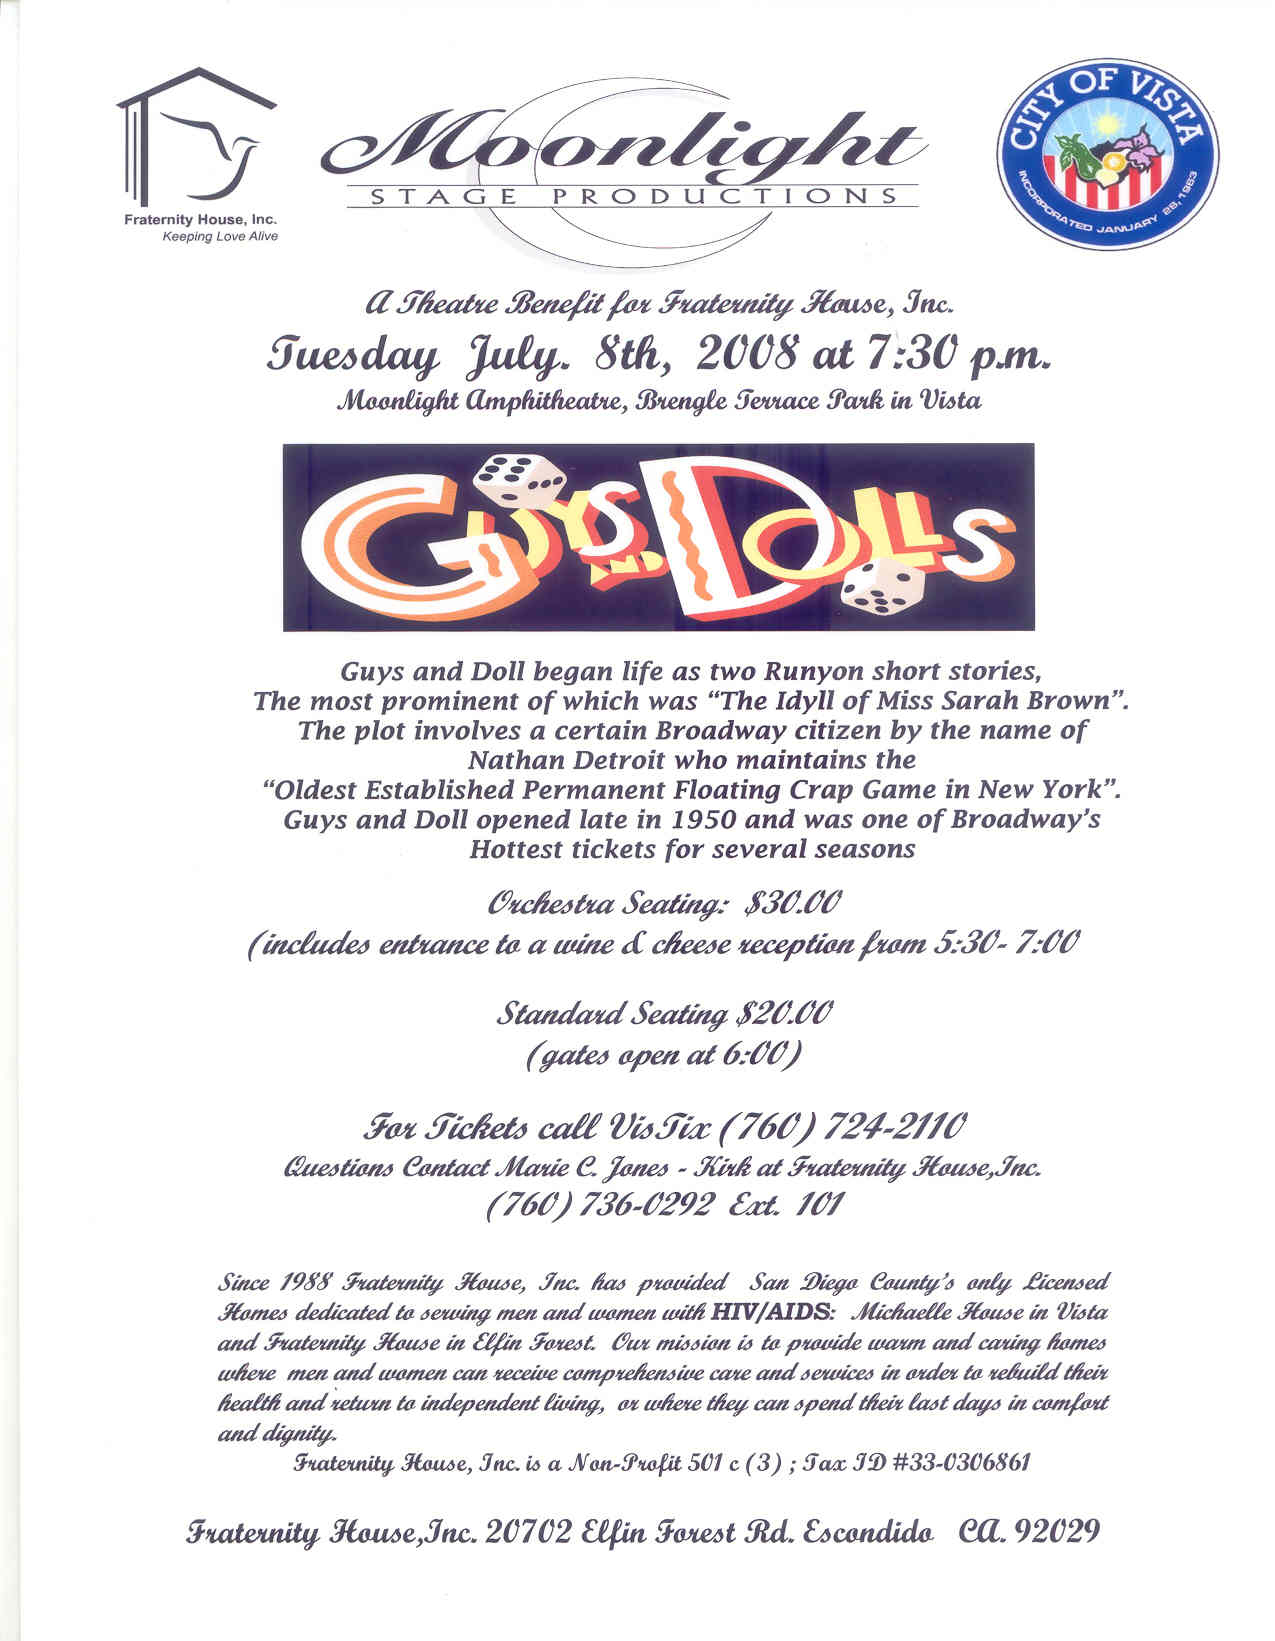 Fraternity House, Inc.
Keeping Love Alive
Moonlight
STAGE PRODUCTIONS
CITY OF VISTA
INCORPORATED JANUARY 28, 1963
A Theatre Benefit for Fraternity House, Inc.
Tuesday July. 8th, 2008 at 7:30 p.m.
Moonlight Amphitheatre, Brengle Terrace Park in Vista
GUYS AND DOLLS
Guys and Doll began life as two Runyon short stories,
The most prominent of which was “The Idyll of Miss Sarah Brown”.
The plot involves a certain Broadway citizen by the name of
Nathan Detroit who maintains the
“Oldest Established Permanent Floating Crap Game in New York”.
Guys and Doll opened late in 1950 and was one of Broadway’s
Hottest tickets for several seasons
Orchestra Seating: $30.00
(includes entrance to a wine & cheese reception from 5:30- 7:00
Standard Seating $20.00
(gates open at 6:00)
For Tickets call VisTix (760) 724-2110
Questions Contact Marie C. Jones - Kirk at Fraternity House,Inc.
(760) 736-0292 Ext. 101
Since 1988 Fraternity House, Inc. has provided San Diego County’s only Licensed
Homes dedicated to serving men and women with HIV/AIDS: Michaelle House in Vista
and Fraternity House in Elfin Forest. Our mission is to provide warm and caring homes
where men and women can receive comprehensive care and services in order to rebuild their
health and return to independent living, or where they can spend their last days in comfort
and dignity.
Fraternity House, Inc. is a Non-Profit 501 c (3) ; Tax ID #33-0306861
Fraternity House,Inc. 20702 Elfin Forest Rd. Escondido CA. 92029